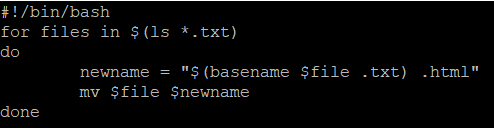 #!/bin/bash
for files in $(ls *.txt)
do
        newname = "$(basename $file .txt) .html"
        mv $file $newname
done